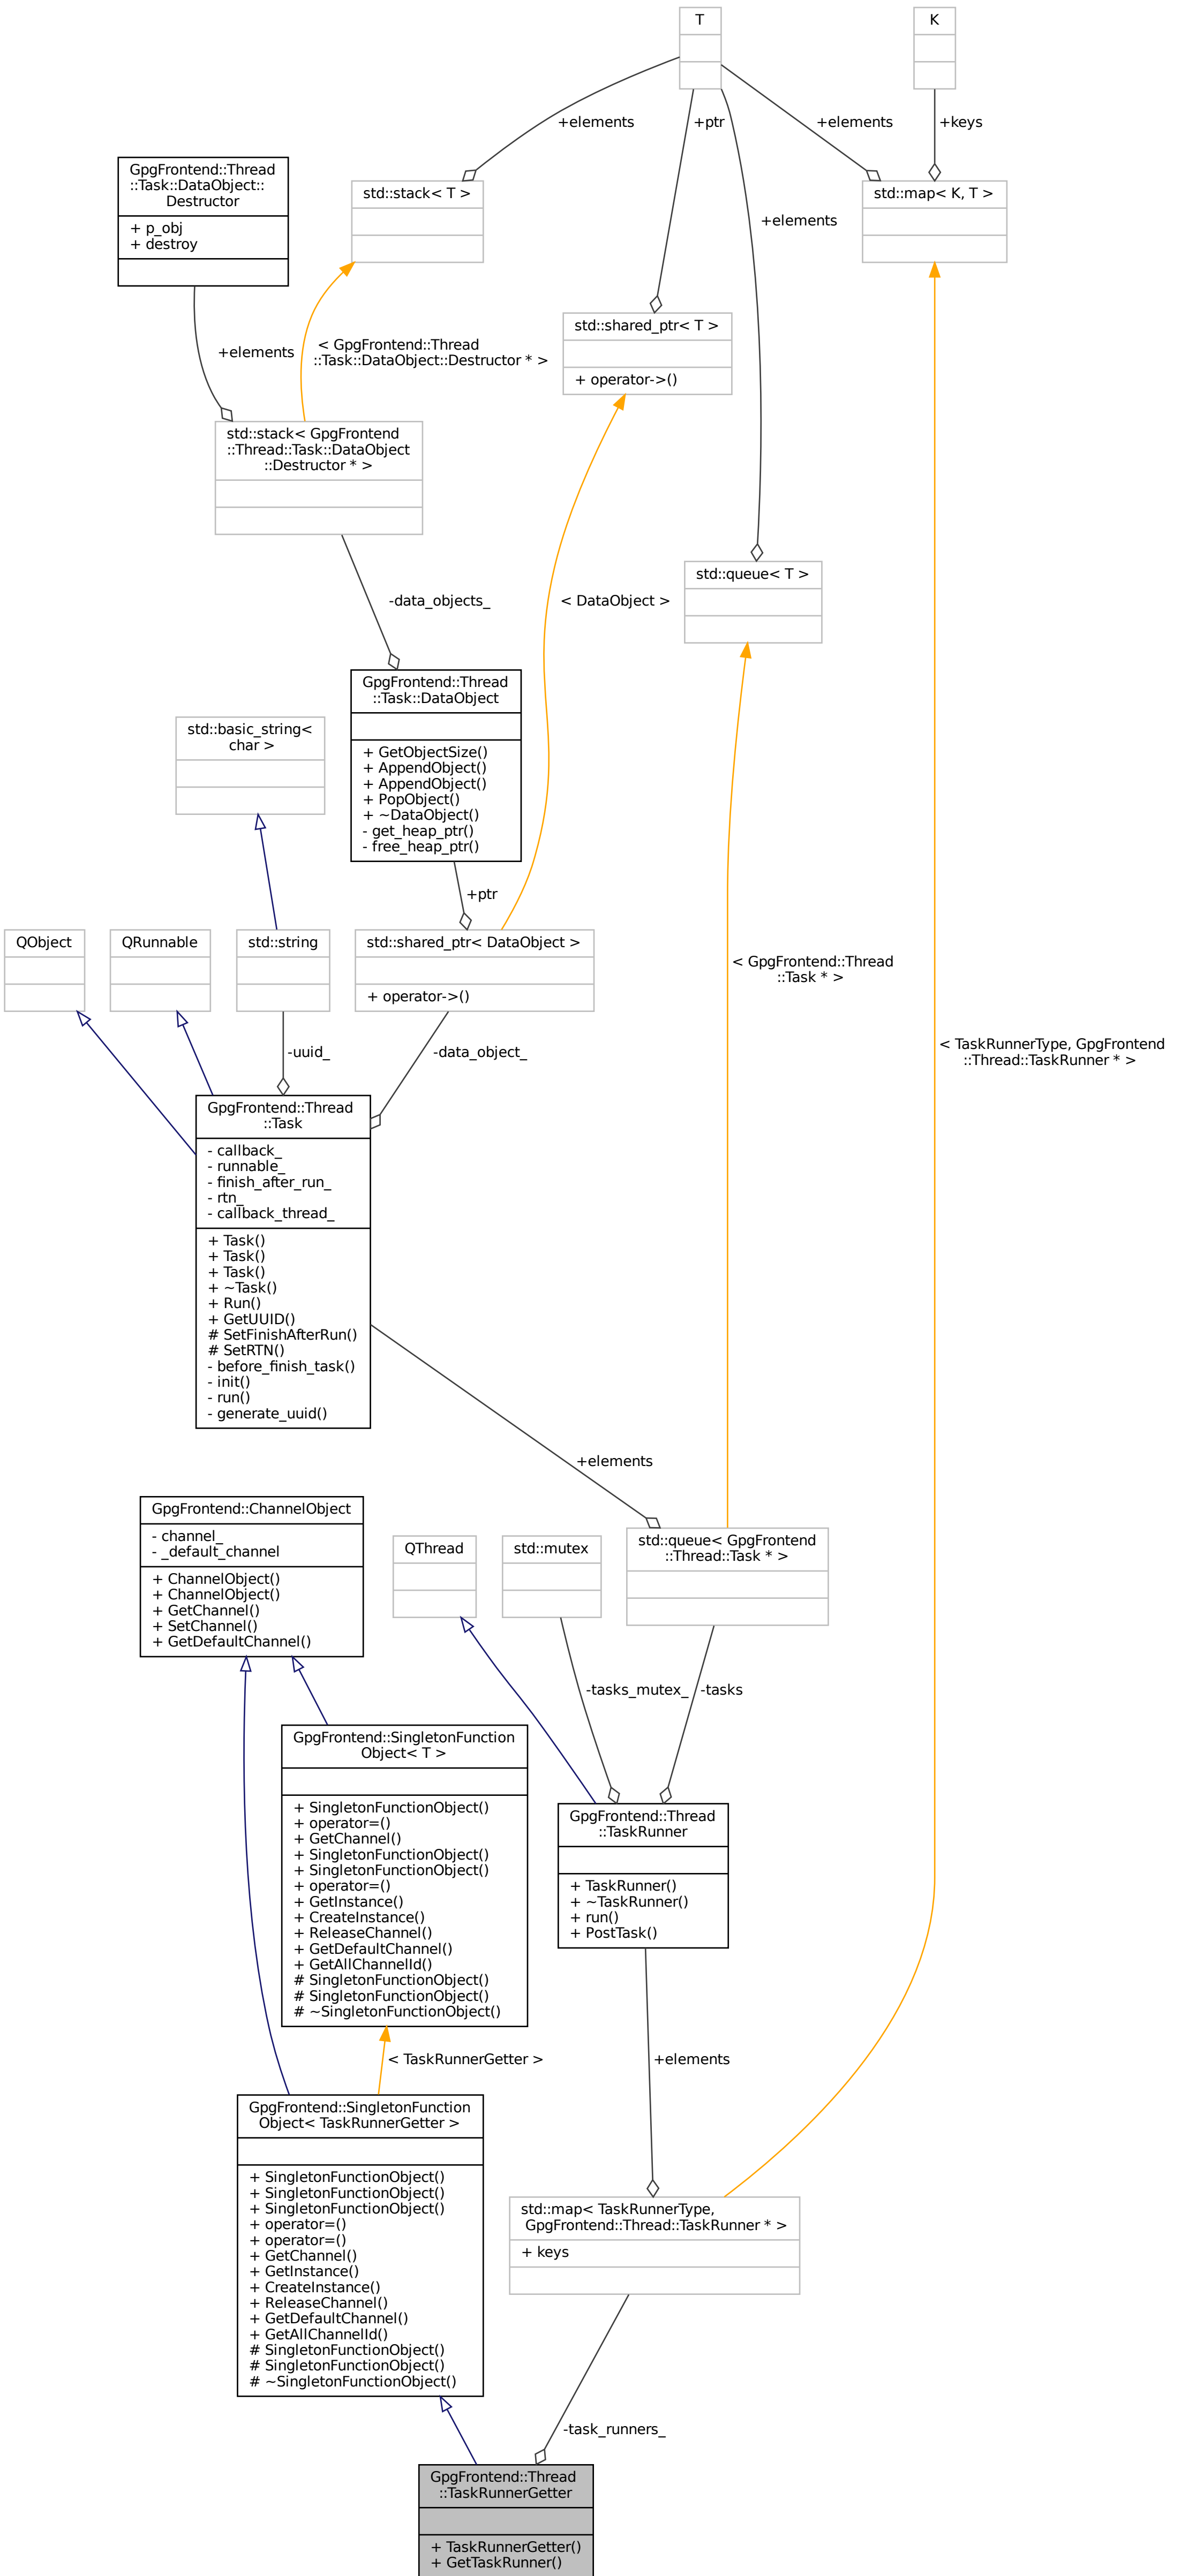 T
K
+elements
+ptr
+elements
+keys
GpgFrontend::Thread
::Task::DataObject::
Destructor
+ p_obj
+ destroy
std::stack< T >
std::map< K, T >
+elements
std::shared_ptr< T >
+ operator->()
+elements
< GpgFrontend::Thread
::Task::DataObject::Destructor * >
std::stack< GpgFrontend
::Thread::Task::DataObject
::Destructor * >
std::queue< T >
-data_objects_
< DataObject >
GpgFrontend::Thread
::Task::DataObject
+ GetObjectSize()
+ AppendObject()
+ AppendObject()
+ PopObject()
+ ~DataObject()
- get_heap_ptr()
- free_heap_ptr()
std::basic_string<
char >
+ptr
QObject
QRunnable
std::string
std::shared_ptr< DataObject >
+ operator->()
< GpgFrontend::Thread
::Task * >
-uuid_
-data_object_
< TaskRunnerType, GpgFrontend
::Thread::TaskRunner * >
GpgFrontend::Thread
::Task
- callback_
- runnable_
- finish_after_run_
- rtn_
- callback_thread_
+ Task()
+ Task()
+ Task()
+ ~Task()
+ Run()
+ GetUUID()
# SetFinishAfterRun()
# SetRTN()
- before_finish_task()
- init()
- run()
- generate_uuid()
+elements
GpgFrontend::ChannelObject
- channel_
- _default_channel
+ ChannelObject()
+ ChannelObject()
+ GetChannel()
+ SetChannel()
+ GetDefaultChannel()
QThread
std::mutex
std::queue< GpgFrontend
::Thread::Task * >
-tasks_mutex_
-tasks
GpgFrontend::SingletonFunction
Object< T >
+ SingletonFunctionObject()
+ operator=()
+ GetChannel()
+ SingletonFunctionObject()
+ SingletonFunctionObject()
+ operator=()
+ GetInstance()
+ CreateInstance()
+ ReleaseChannel()
+ GetDefaultChannel()
+ GetAllChannelId()
# SingletonFunctionObject()
# SingletonFunctionObject()
# ~SingletonFunctionObject()
GpgFrontend::Thread
::TaskRunner
+ TaskRunner()
+ ~TaskRunner()
+ run()
+ PostTask()
< TaskRunnerGetter >
+elements
GpgFrontend::SingletonFunction
Object< TaskRunnerGetter >
+ SingletonFunctionObject()
+ SingletonFunctionObject()
+ SingletonFunctionObject()
+ operator=()
+ operator=()
+ GetChannel()
+ GetInstance()
+ CreateInstance()
+ ReleaseChannel()
+ GetDefaultChannel()
+ GetAllChannelId()
# SingletonFunctionObject()
# SingletonFunctionObject()
# ~SingletonFunctionObject()
std::map< TaskRunnerType,
GpgFrontend::Thread::TaskRunner * >
+ keys
-task_runners_
GpgFrontend::Thread
::TaskRunnerGetter
+ TaskRunnerGetter()
+ GetTaskRunner()